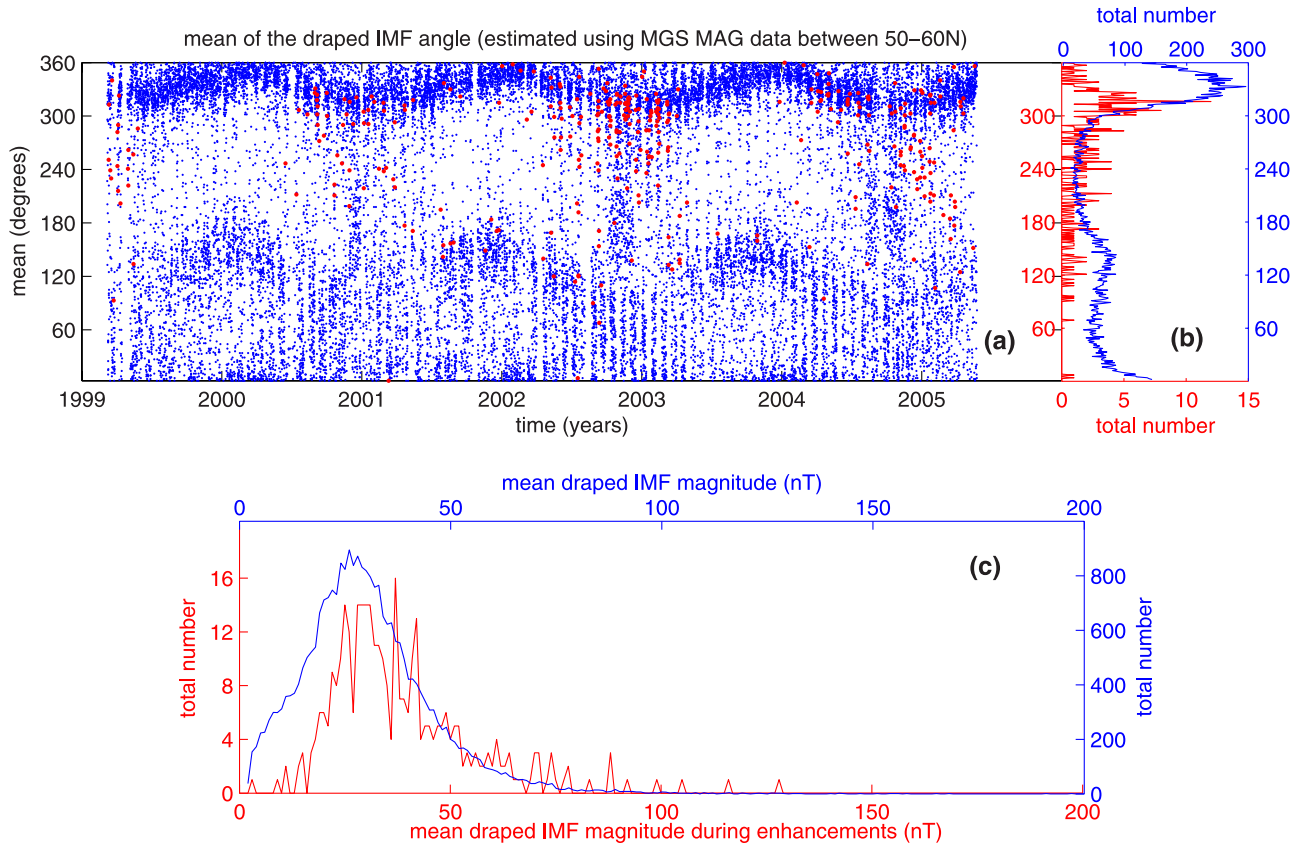 mean of the draped IMF angle (estimated using MGS MAG data between 50–60N)
total number
0 100 200 300
360
300
240
180
120
60
mean (degrees)
(a)
1999 2000 2001 2002 2003 2004 2005
time (years)
300
240
180
120
60
(b)
360
300
240
180
120
60
0 5 10 15
total number
mean draped IMF magnitude (nT)
0 50 100 150 200
(c)
16
12
8
4
0
total number
800
600
400
200
0
total number
0 50 100 150 200
mean draped IMF magnitude during enhancements (nT)